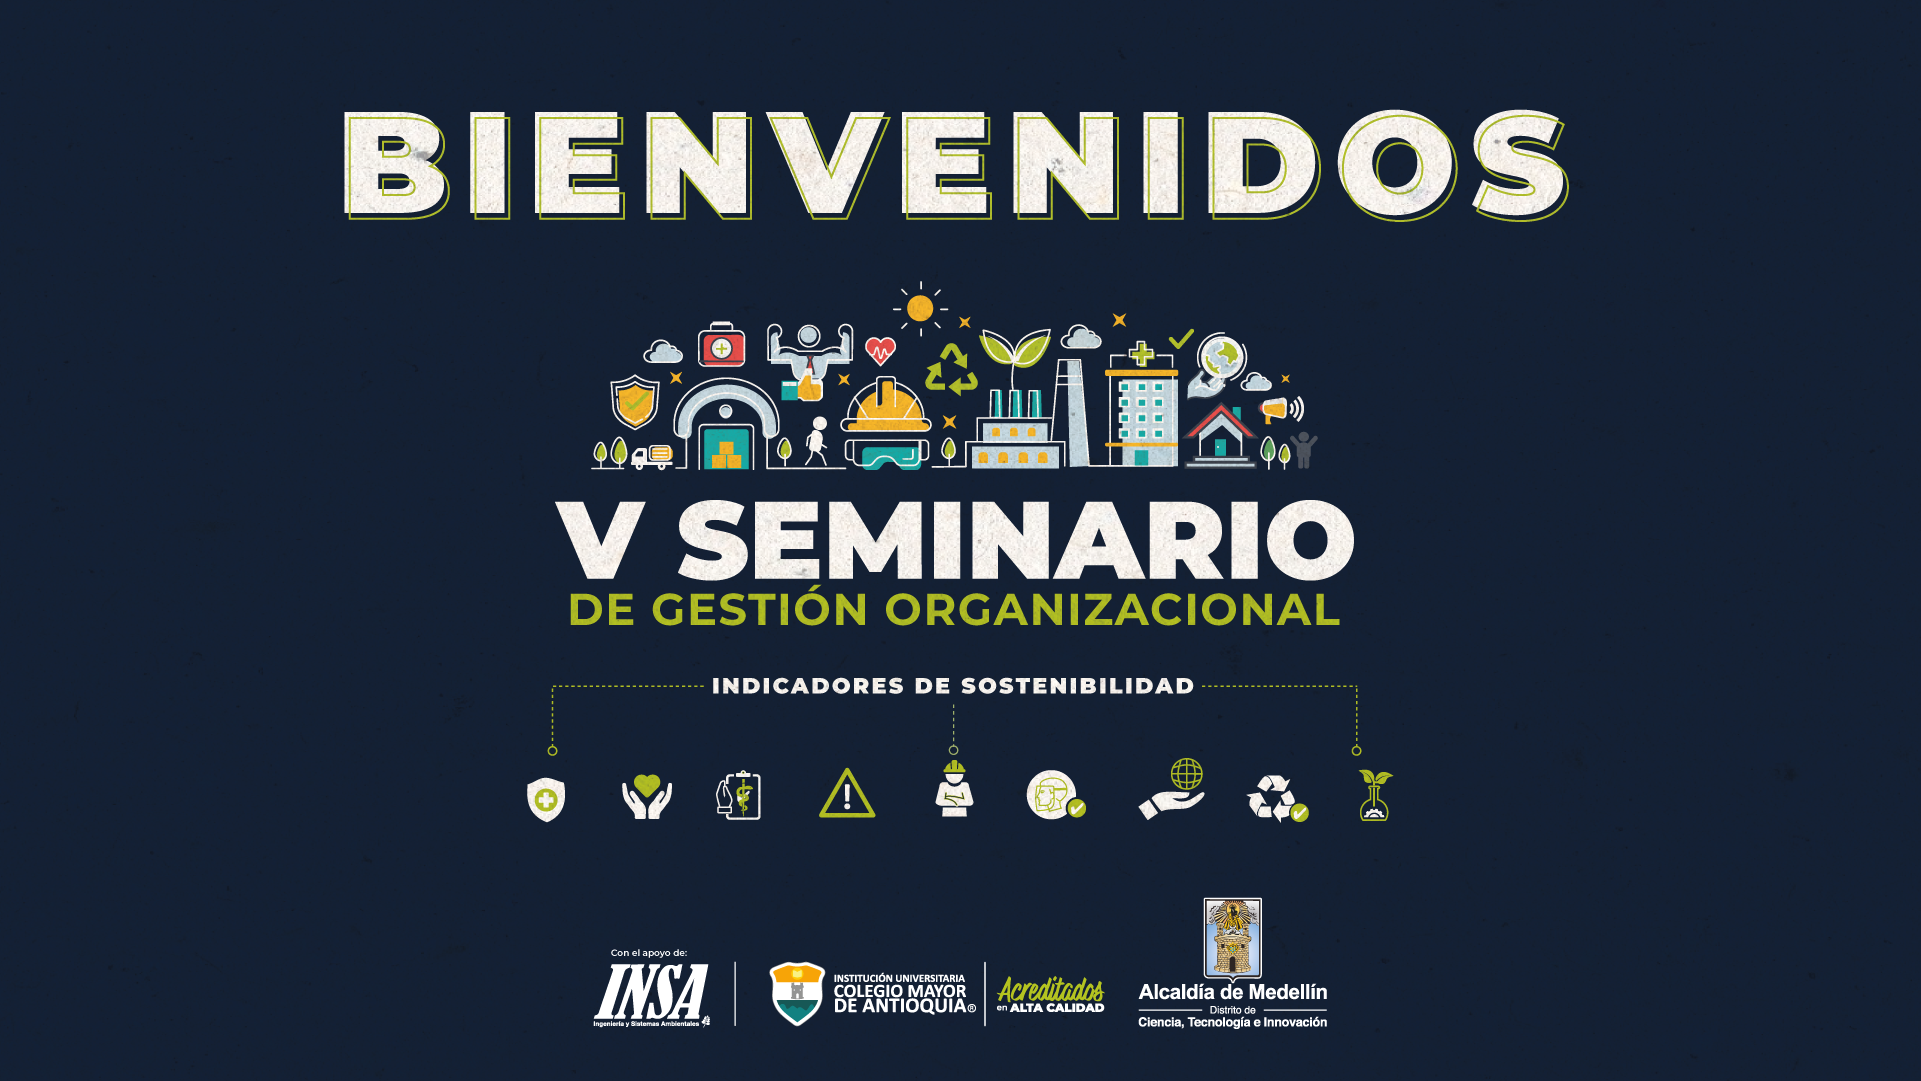 BIENVENIDOS
V SEMINARIO
DE GESTIÓN ORGANIZACIONAL
INDICADORES DE SOSTENIBILIDAD
Con el apoyo de:
INSA
Ingeniería y Sistemas Ambientales
INSTITUCIÓN UNIVERSITARIA
COLEGIO MAYOR
DE ANTIOQUIA®
Acreditados
en ALTA CALIDAD
Alcaldía de Medellín
Distrito de
Ciencia, Tecnología e Innovación